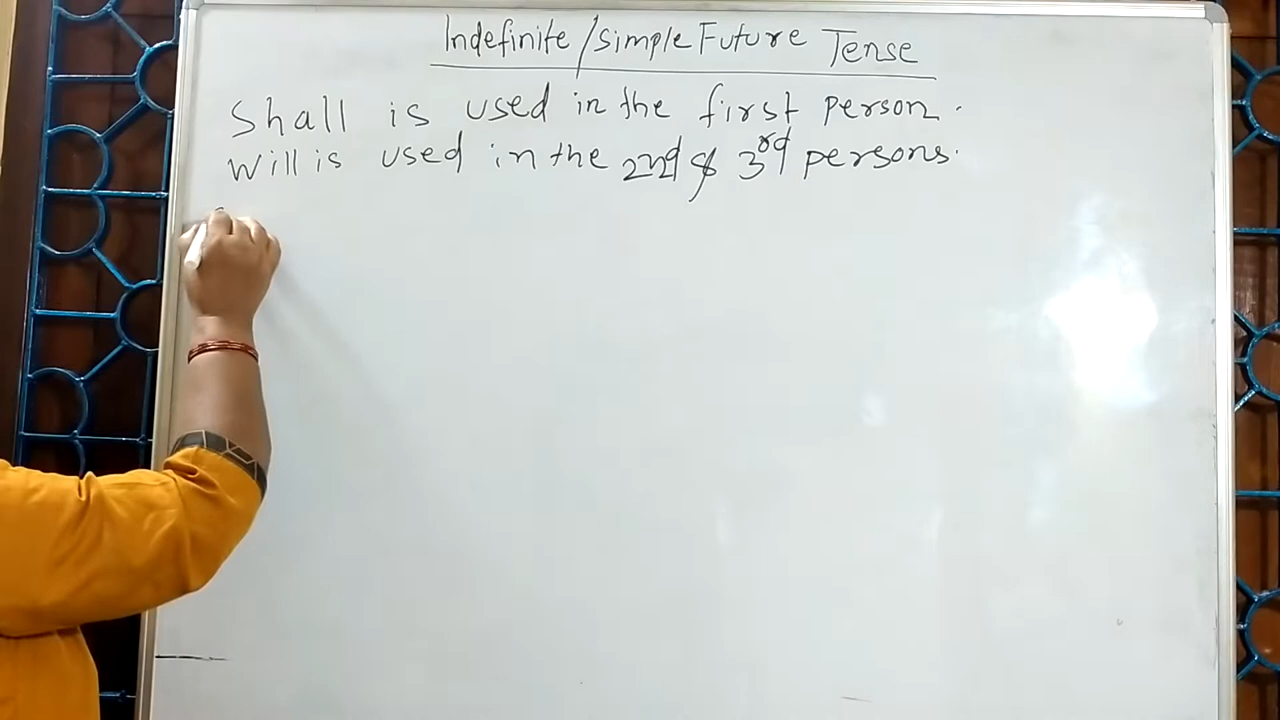 Indefinite/Simple Future Tense
Shall is used in the first person.
Will is used in the 2nd & 3rd persons.